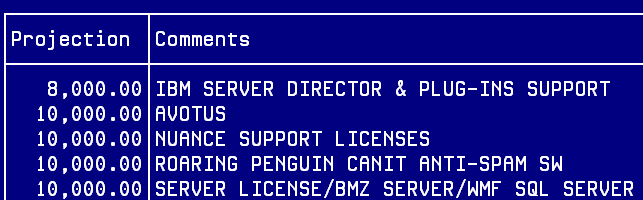 Projection Comments
8,000.00 IBM SERVER DIRECTOR & PLUG-INS SUPPORT
10,000.00 AVOTUS
10,000.00 NUANCE SUPPORT LICENSES
10,000.00 ROARING PENGUIN CANIT ANTI-SPAM SW
10,000.00 SERVER LICENSE/BMZ SERVER/WMF SQL SERVER